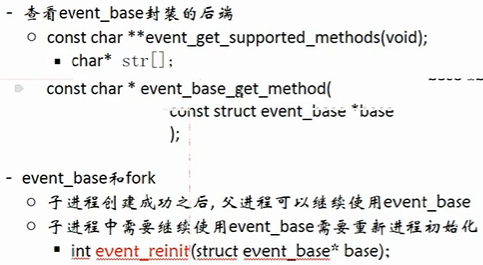 - 查看event_base封装的后端
○ const char **event_get_supported_methods(void);
▪ char* str[];
const char * event_base_get_method(
const struct event_base *base
);
- event_base和fork
○ 子进程创建成功之后, 父进程可以继续使用event_base
○ 子进程中需要继续使用event_base需要重新进程初始化
▪ int event_reinit(struct event_base* base);